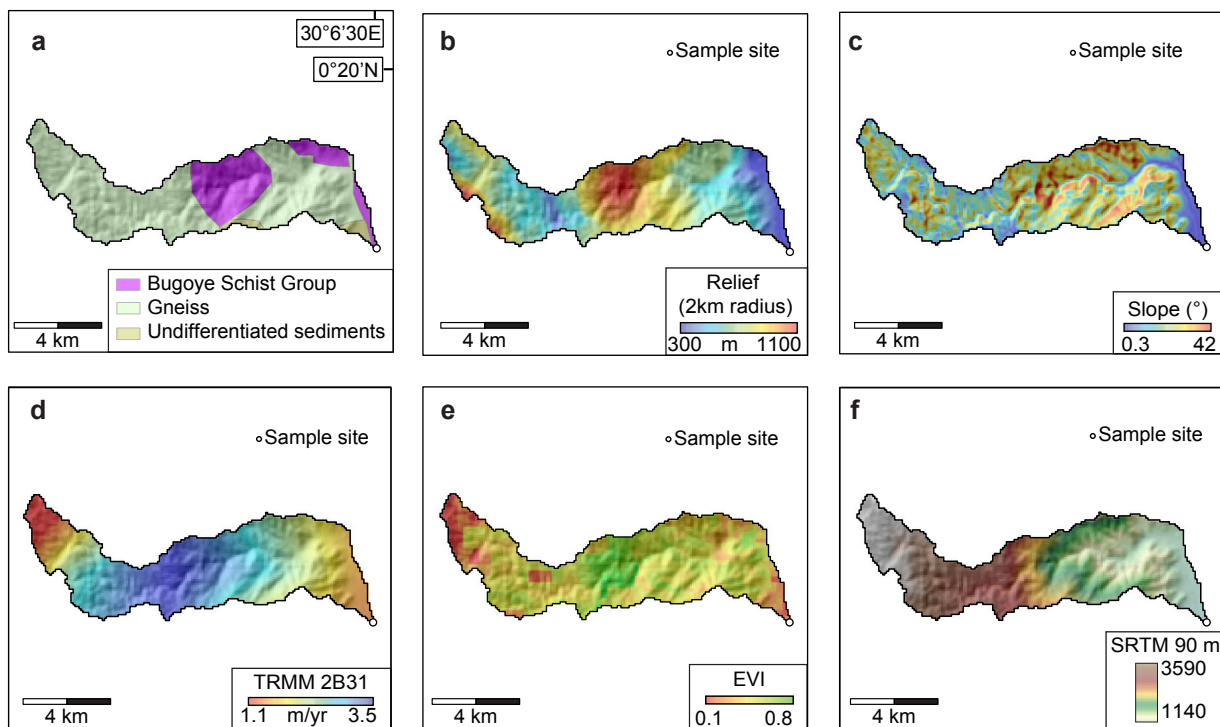 a
30°6'30E
0°20'N
Bugoye Schist Group
Gneiss
Undifferentiated sediments
4 km
b
Sample site
Relief
(2km radius)
300 m 1100
4 km
c
Sample site
Slope (°)
0.3 42
4 km
d
Sample site
TRMM 2B31
1.1 m/yr 3.5
4 km
e
Sample site
EVI
0.1 0.8
4 km
f
Sample site
SRTM 90 m
3590
1140
4 km